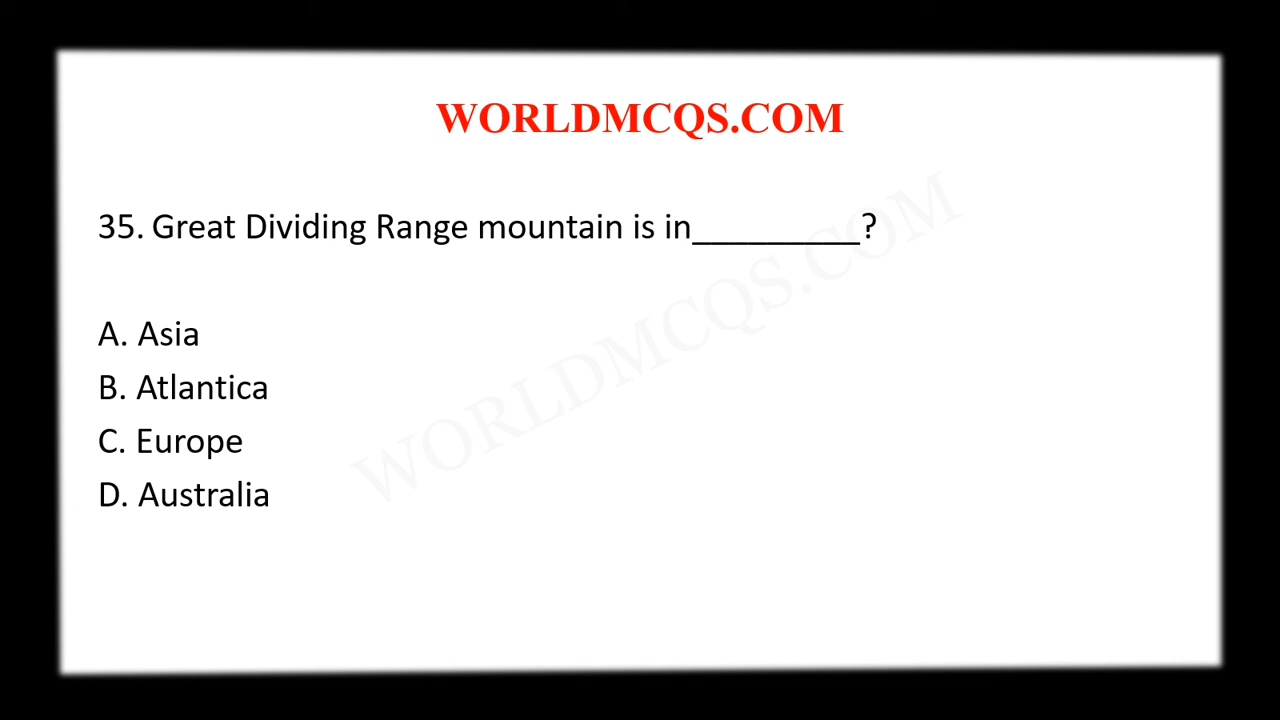 WORLDMCQS.COM
35. Great Dividing Range mountain is in_________?
A. Asia
B. Atlantica
C. Europe
D. Australia
WORLDMCQS.COM